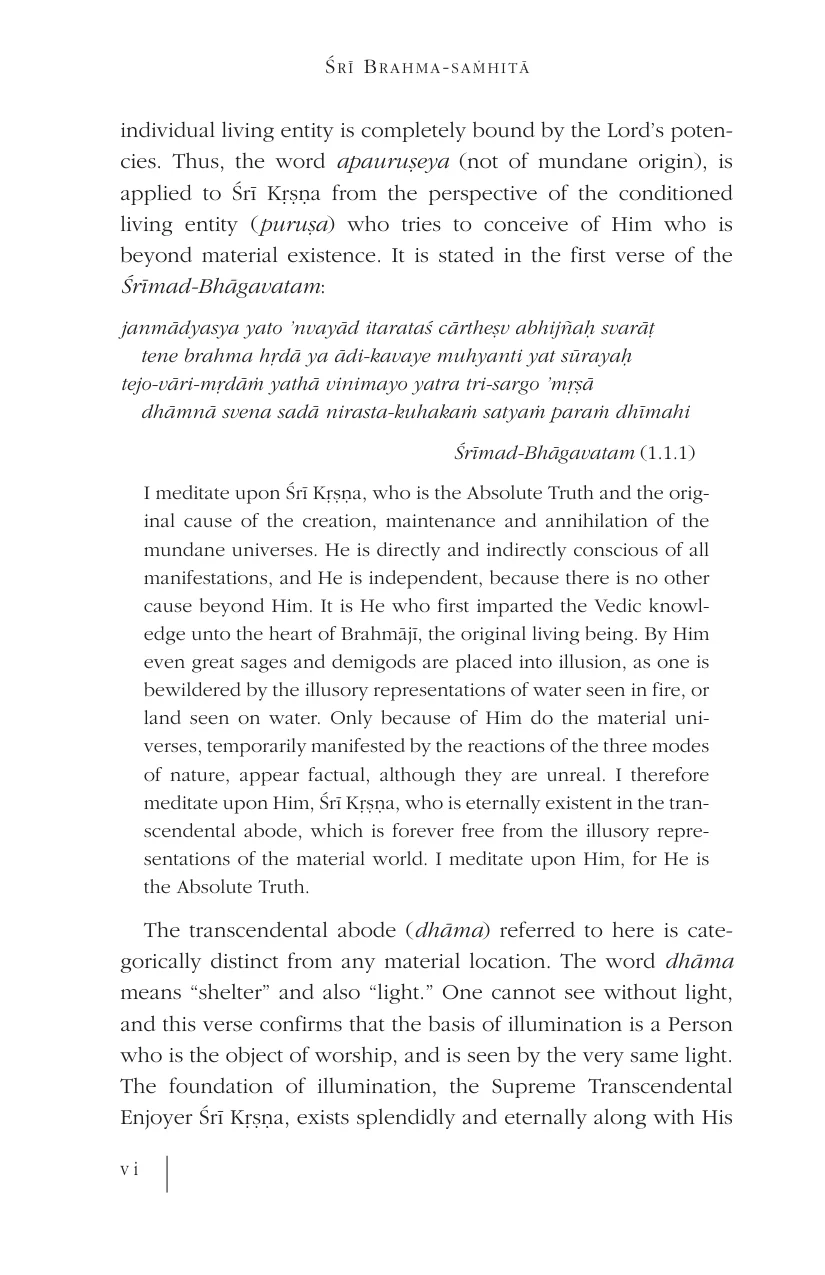 ŚRĪ BRAHMA-SAṀHITĀ
individual living entity is completely bound by the Lord’s poten-
cies. Thus, the word apauruṣeya (not of mundane origin), is
applied to Śrī Kṛṣṇa from the perspective of the conditioned
living entity (puruṣa) who tries to conceive of Him who is
beyond material existence. It is stated in the first verse of the
Śrīmad-Bhāgavatam:
janmādyasya yato ’nvayād itarataś cārtheṣv abhijñaḥ svarāṭ
tene brahma hṛdā ya ādi-kavaye muhyanti yat sūrayaḥ
tejo-vāri-mṛdāṁ yathā vinimayo yatra tri-sargo ’mṛṣā
dhāmnā svena sadā nirasta-kuhakaṁ satyaṁ paraṁ dhīmahi
Śrīmad-Bhāgavatam (1.1.1)
I meditate upon Śrī Kṛṣṇa, who is the Absolute Truth and the orig-
inal cause of the creation, maintenance and annihilation of the
mundane universes. He is directly and indirectly conscious of all
manifestations, and He is independent, because there is no other
cause beyond Him. It is He who first imparted the Vedic knowl-
edge unto the heart of Brahmājī, the original living being. By Him
even great sages and demigods are placed into illusion, as one is
bewildered by the illusory representations of water seen in fire, or
land seen on water. Only because of Him do the material uni-
verses, temporarily manifested by the reactions of the three modes
of nature, appear factual, although they are unreal. I therefore
meditate upon Him, Śrī Kṛṣṇa, who is eternally existent in the tran-
scendental abode, which is forever free from the illusory repre-
sentations of the material world. I meditate upon Him, for He is
the Absolute Truth.
The transcendental abode (dhāma) referred to here is cate-
gorically distinct from any material location. The word dhāma
means “shelter” and also “light.” One cannot see without light,
and this verse confirms that the basis of illumination is a Person
who is the object of worship, and is seen by the very same light.
The foundation of illumination, the Supreme Transcendental
Enjoyer Śrī Kṛṣṇa, exists splendidly and eternally along with His
vi